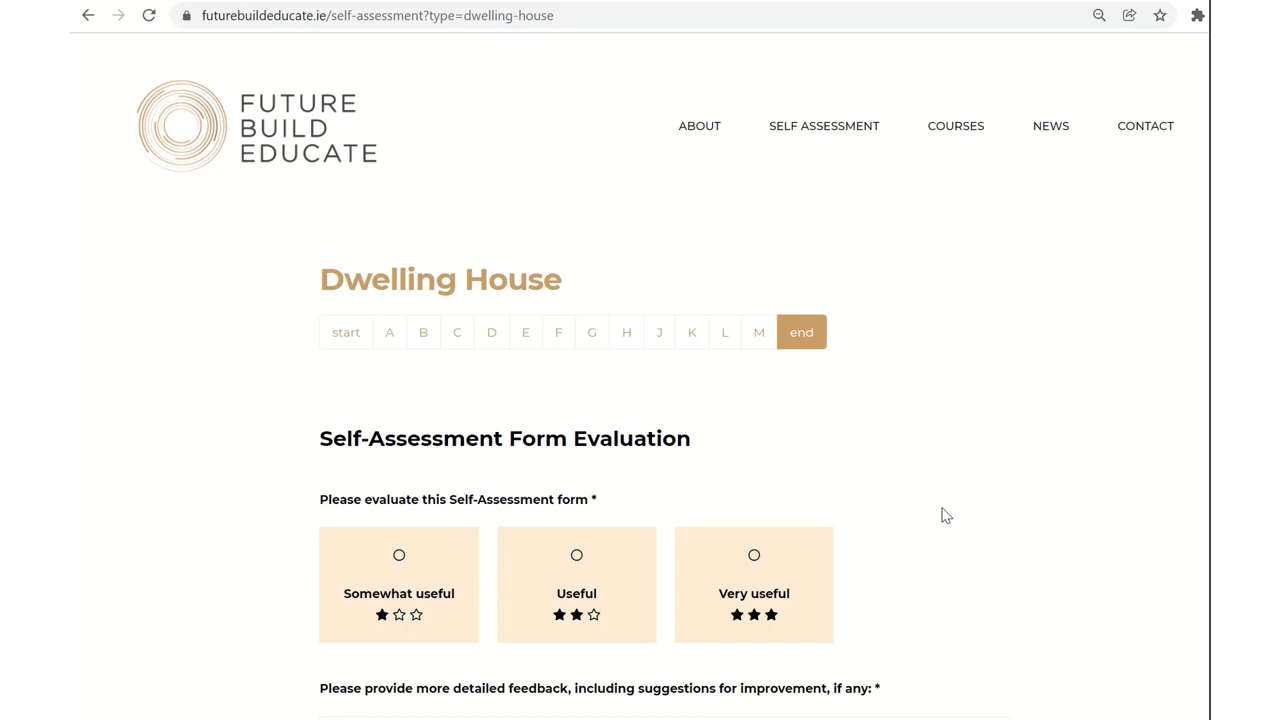 futurebuildeducate.ie/self-assessment?type=dwelling-house
FUTURE
BUILD
EDUCATE
ABOUT SELF ASSESSMENT COURSES NEWS CONTACT
Dwelling House
start A B C D E F G H J K L M end
Self-Assessment Form Evaluation
Please evaluate this Self-Assessment form *
Somewhat useful Useful Very useful
Please provide more detailed feedback, including suggestions for improvement, if any: *